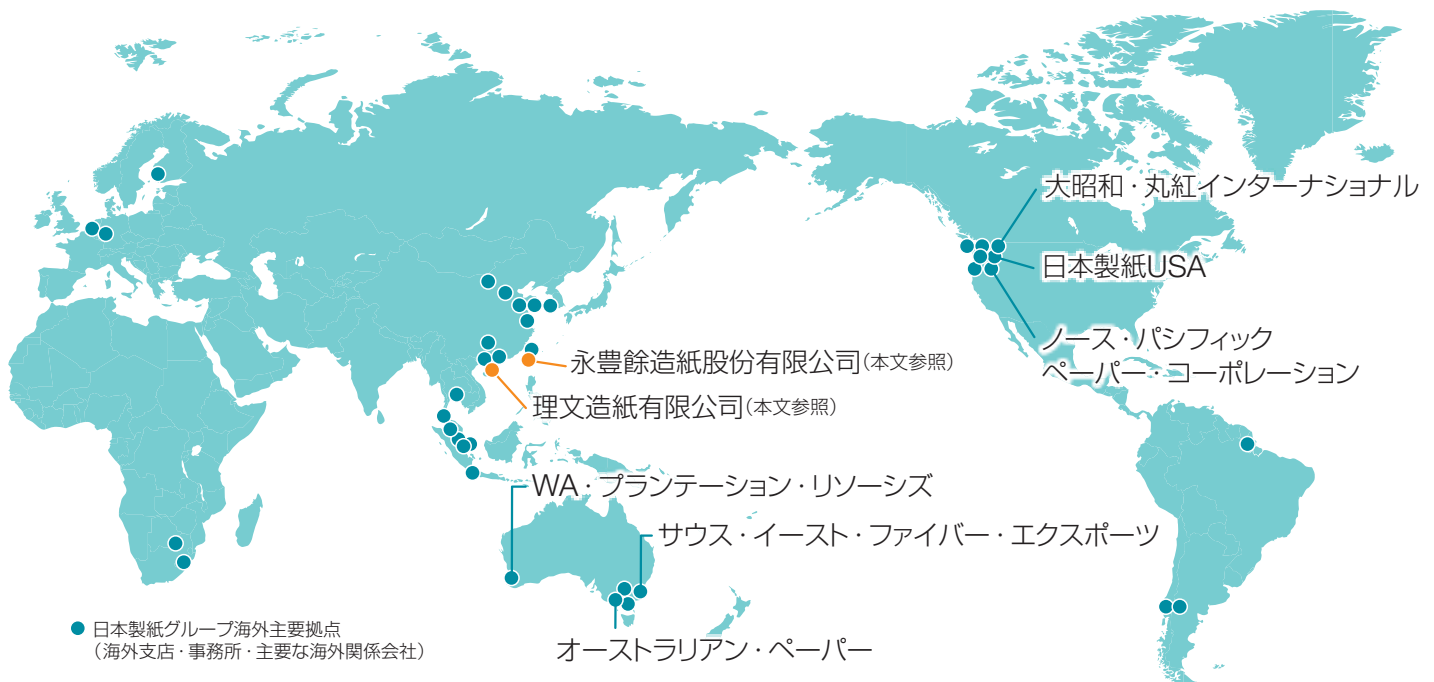 大昭和・丸紅インターナショナル
日本製紙USA
ノース・パシフィック
ペーパー・コーポレーション
永豊餘造紙股份有限公司(本文参照)
理文造紙有限公司(本文参照)
WA・プランテーション・リソーシズ
サウス・イースト・ファイバー・エクスポーツ
オーストラリアン・ペーパー
日本製紙グループ海外主要拠点
(海外支店・事務所・主要な海外関係会社)